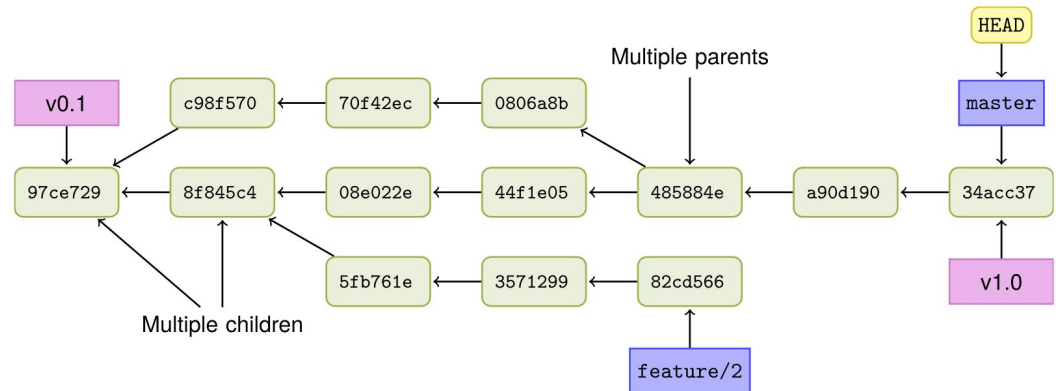 HEAD
Multiple parents
v0.1
c98f570
70f42ec
0806a8b
master
97ce729
8f845c4
08e022e
44f1e05
485884e
a90d190
34acc37
5fb761e
3571299
82cd566
v1.0
Multiple children
feature/2